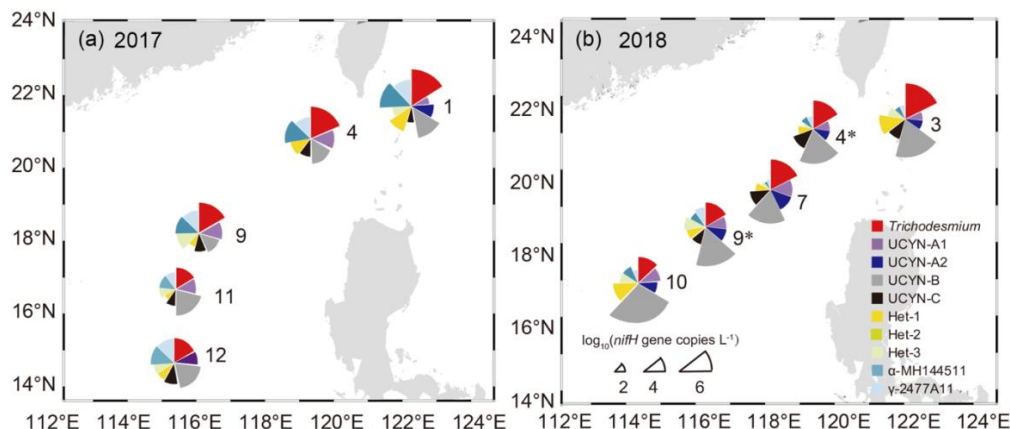 (a) 2017
24°N
22°N
20°N
18°N
16°N
14°N
112°E 114°E 116°E 118°E 120°E 122°E 124°E
1
4
9
11
12
(b) 2018
24°N
22°N
20°N
18°N
16°N
14°N
112°E 114°E 116°E 118°E 120°E 122°E 124°E
3
4*
7
9*
10
Trichodesmium
UCYN-A1
UCYN-A2
UCYN-B
UCYN-C
Het-1
Het-2
Het-3
α-MH144511
γ-2477A11
log₁₀(nifH gene copies L⁻¹)
2 4 6